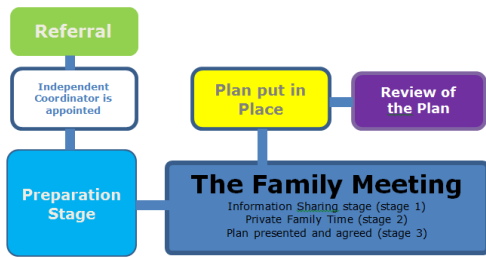 Referral
Independent
Coordinator is
appointed
Preparation
Stage
The Family Meeting
Information Sharing stage (stage 1)
Private Family Time (stage 2)
Plan presented and agreed (stage 3)
Plan put in
Place
Review of
the Plan